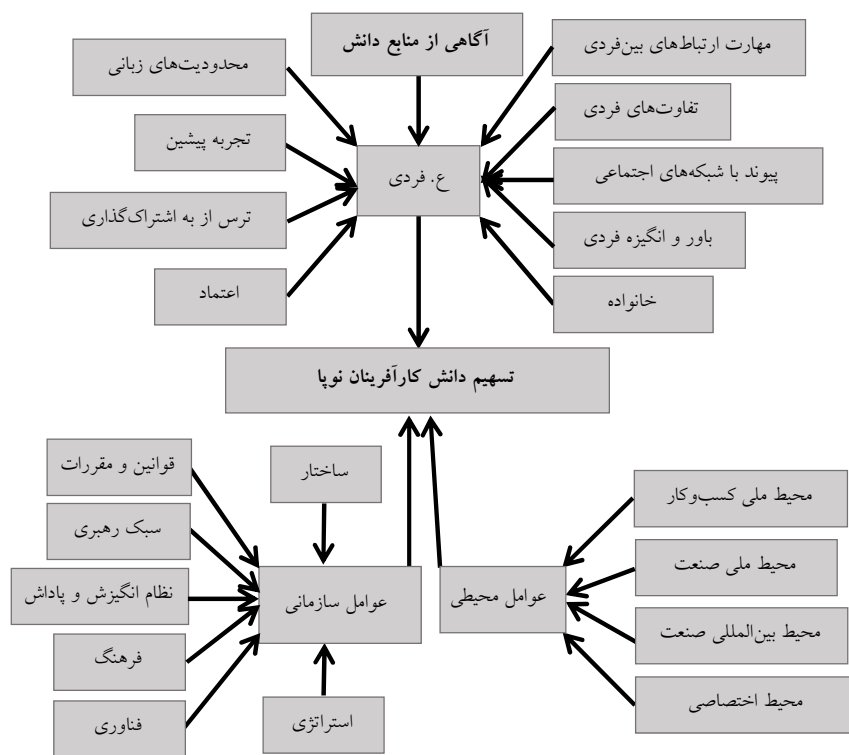 آگاهی از منابع دانش
مهارت ارتباط‌های بین‌فردی
محدودیت‌های زبانی
تفاوت‌های فردی
تجربه پیشین
ع. فردی
پیوند با شبکه‌های اجتماعی
ترس از به اشتراک‌گذاری
باور و انگیزه فردی
اعتماد
خانواده
تسهیم دانش کارآفرینان نوپا
قوانین و مقررات
ساختار
محیط ملی کسب‌وکار
سبک رهبری
محیط ملی صنعت
نظام انگیزش و پاداش
عوامل سازمانی
عوامل محیطی
محیط بین‌المللی صنعت
فرهنگ
محیط اختصاصی
استراتژی
فناوری